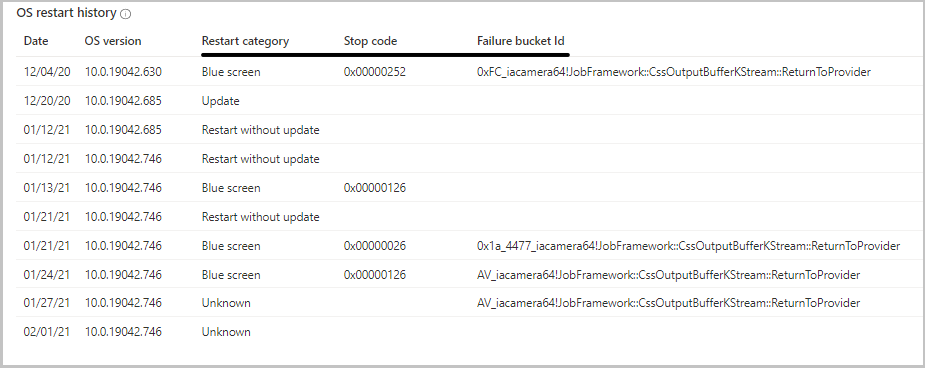 OS restart history
Date OS version Restart category Stop code Failure bucket Id
12/04/20 10.0.19042.630 Blue screen 0x00000252 0xFC_iacamera64!JobFramework::CssOutputBufferKStream::ReturnToProvider
12/20/20 10.0.19042.685 Update
01/12/21 10.0.19042.685 Restart without update
01/12/21 10.0.19042.746 Restart without update
01/13/21 10.0.19042.746 Blue screen 0x00000126
01/21/21 10.0.19042.746 Restart without update
01/21/21 10.0.19042.746 Blue screen 0x00000026 0x1a_4477_iacamera64!JobFramework::CssOutputBufferKStream::ReturnToProvider
01/24/21 10.0.19042.746 Blue screen 0x00000126 AV_iacamera64!JobFramework::CssOutputBufferKStream::ReturnToProvider
01/27/21 10.0.19042.746 Unknown AV_iacamera64!JobFramework::CssOutputBufferKStream::ReturnToProvider
02/01/21 10.0.19042.746 Unknown